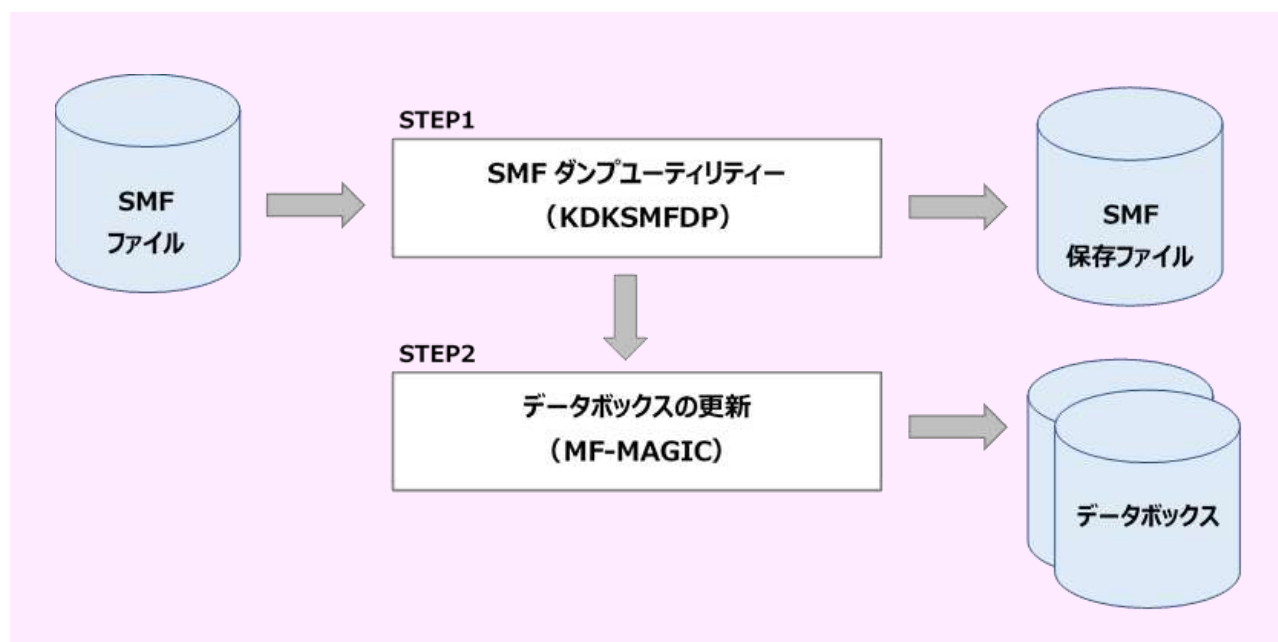 STEP1
SMF ダンプユーティリティー
（KDKSMFDP）
SMF
ファイル
SMF
保存ファイル
STEP2
データボックスの更新
（MF-MAGIC）
データボックス